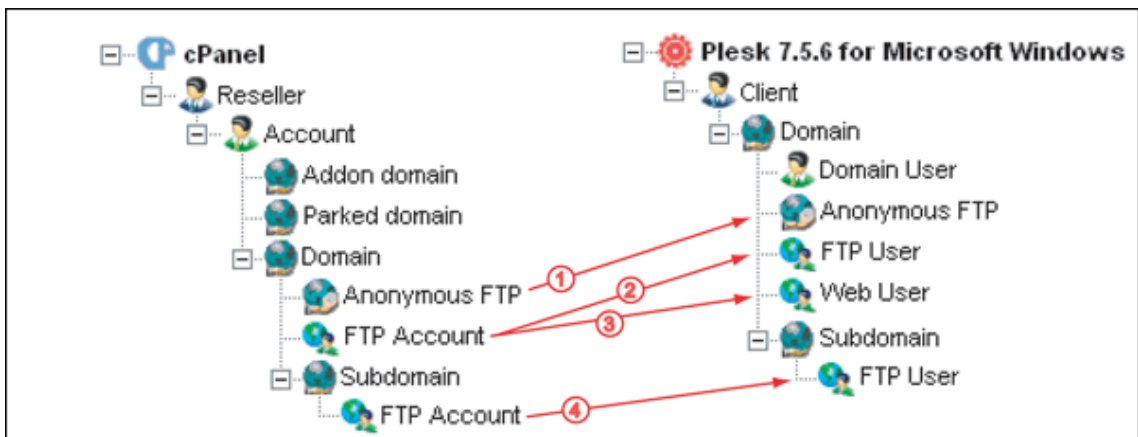 cPanel
Reseller
Account
Addon domain
Parked domain
Domain
Anonymous FTP
FTP Account
Subdomain
FTP Account
1
2
3
4
Plesk 7.5.6 for Microsoft Windows
Client
Domain
Domain User
Anonymous FTP
FTP User
Web User
Subdomain
FTP User